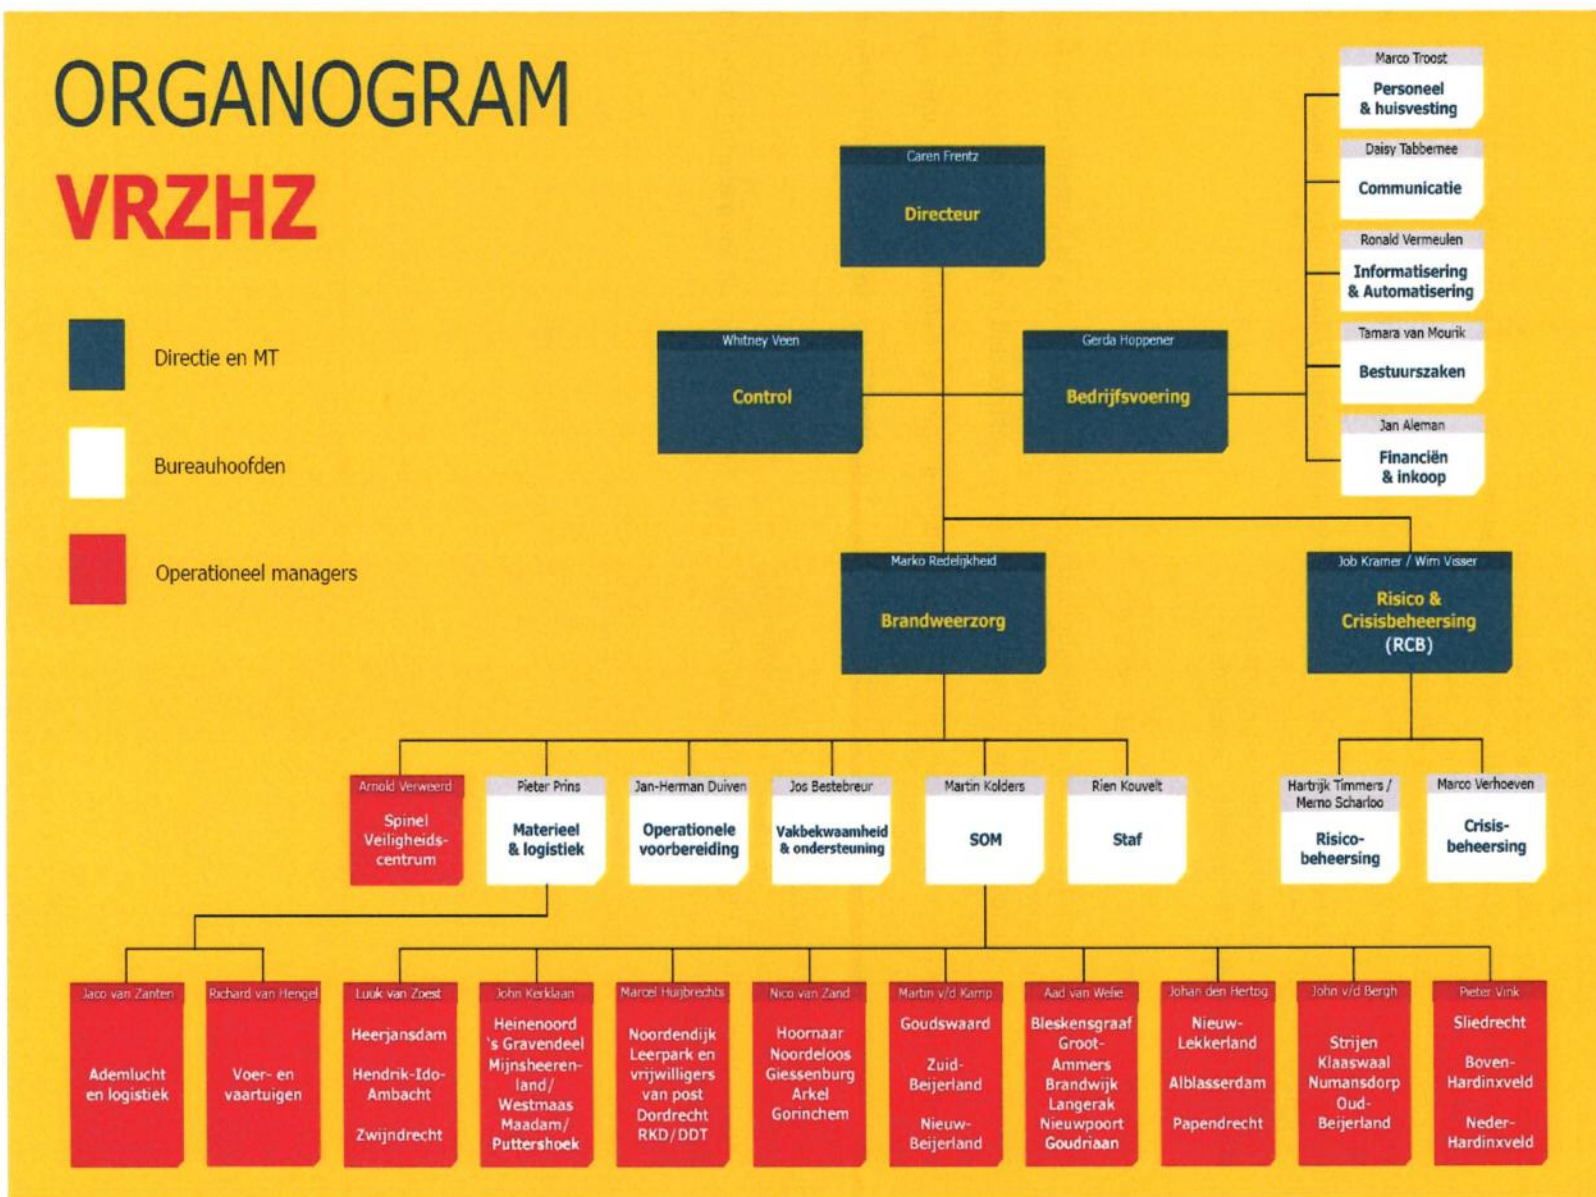 ORGANOGRAM
VRZHZ
Directie en MT
Bureauhoofden
Operationeel managers
Caren Frentz
Directeur
Whitney Veen
Control
Gerda Hoppener
Bedrijfsvoering
Marco Troost
Personeel
& huisvesting
Daisy Tabbernee
Communicatie
Ronald Vermeulen
Informatisering
& Automatisering
Tamara van Mourik
Bestuurszaken
Jan Aleman
Financiën
& inkoop
Marko Redelijkheid
Brandweerzorg
Job Kramer / Wim Visser
Risico &
Crisisbeheersing
(RCB)
Arnold Verweerd
Spinel
Veiligheids-
centrum
Pieter Prins
Materieel
& logistiek
Jan-Herman Duiven
Operationele
voorbereiding
Jos Bestebreur
Vakbekwaamheid
& ondersteuning
Martin Kolders
SOM
Rien Kouvelt
Staf
Hartrijk Timmers /
Menno Scharloo
Risico-
beheersing
Marco Verhoeven
Crisis-
beheersing
Jaco van Zanten
Ademlucht
en logistiek
Richard van Hengel
Voer- en
vaartuigen
Luuk van Zoest
Heerjansdam
Hendrik-Ido-
Ambacht
Zwijndrecht
John Kerklaan
Heinenoord
's Gravendeel
Mijnsheeren-
land/
Westmaas
Maadam/
Puttershoek
Marcel Huijbrechts
Noordendijk
Leerpark en
vrijwilligers
van post
Dordrecht
RKD/DDT
Nico van Zand
Hoornaar
Noordeloos
Giessenburg
Arkel
Gorinchem
Martin v/d Kamp
Goudswaard
Zuid-
Beijerland
Nieuw-
Beijerland
Aad van Welie
Bleskensgraaf
Groot-
Ammers
Brandwijk
Langerak
Nieuwpoort
Goudriaan
Johan den Hertog
Nieuw-
Lekkerland
Alblasserdam
Papendrecht
John v/d Bergh
Strijen
Klaaswaal
Numansdorp
Oud-
Beijerland
Pieter Vink
Sliedrecht
Boven-
Hardinxveld
Neder-
Hardinxveld